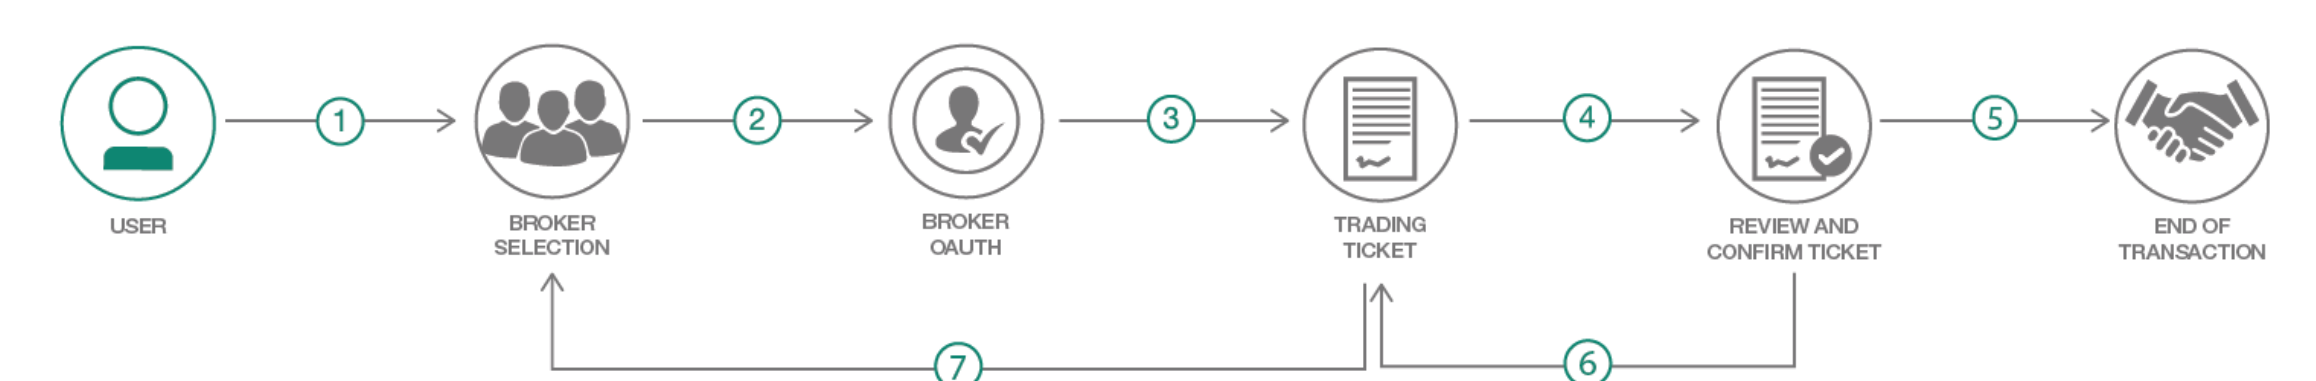 1
2
3
4
5
USER
BROKER
SELECTION
BROKER
OAUTH
TRADING
TICKET
REVIEW AND
CONFIRM TICKET
END OF
TRANSACTION
7
6